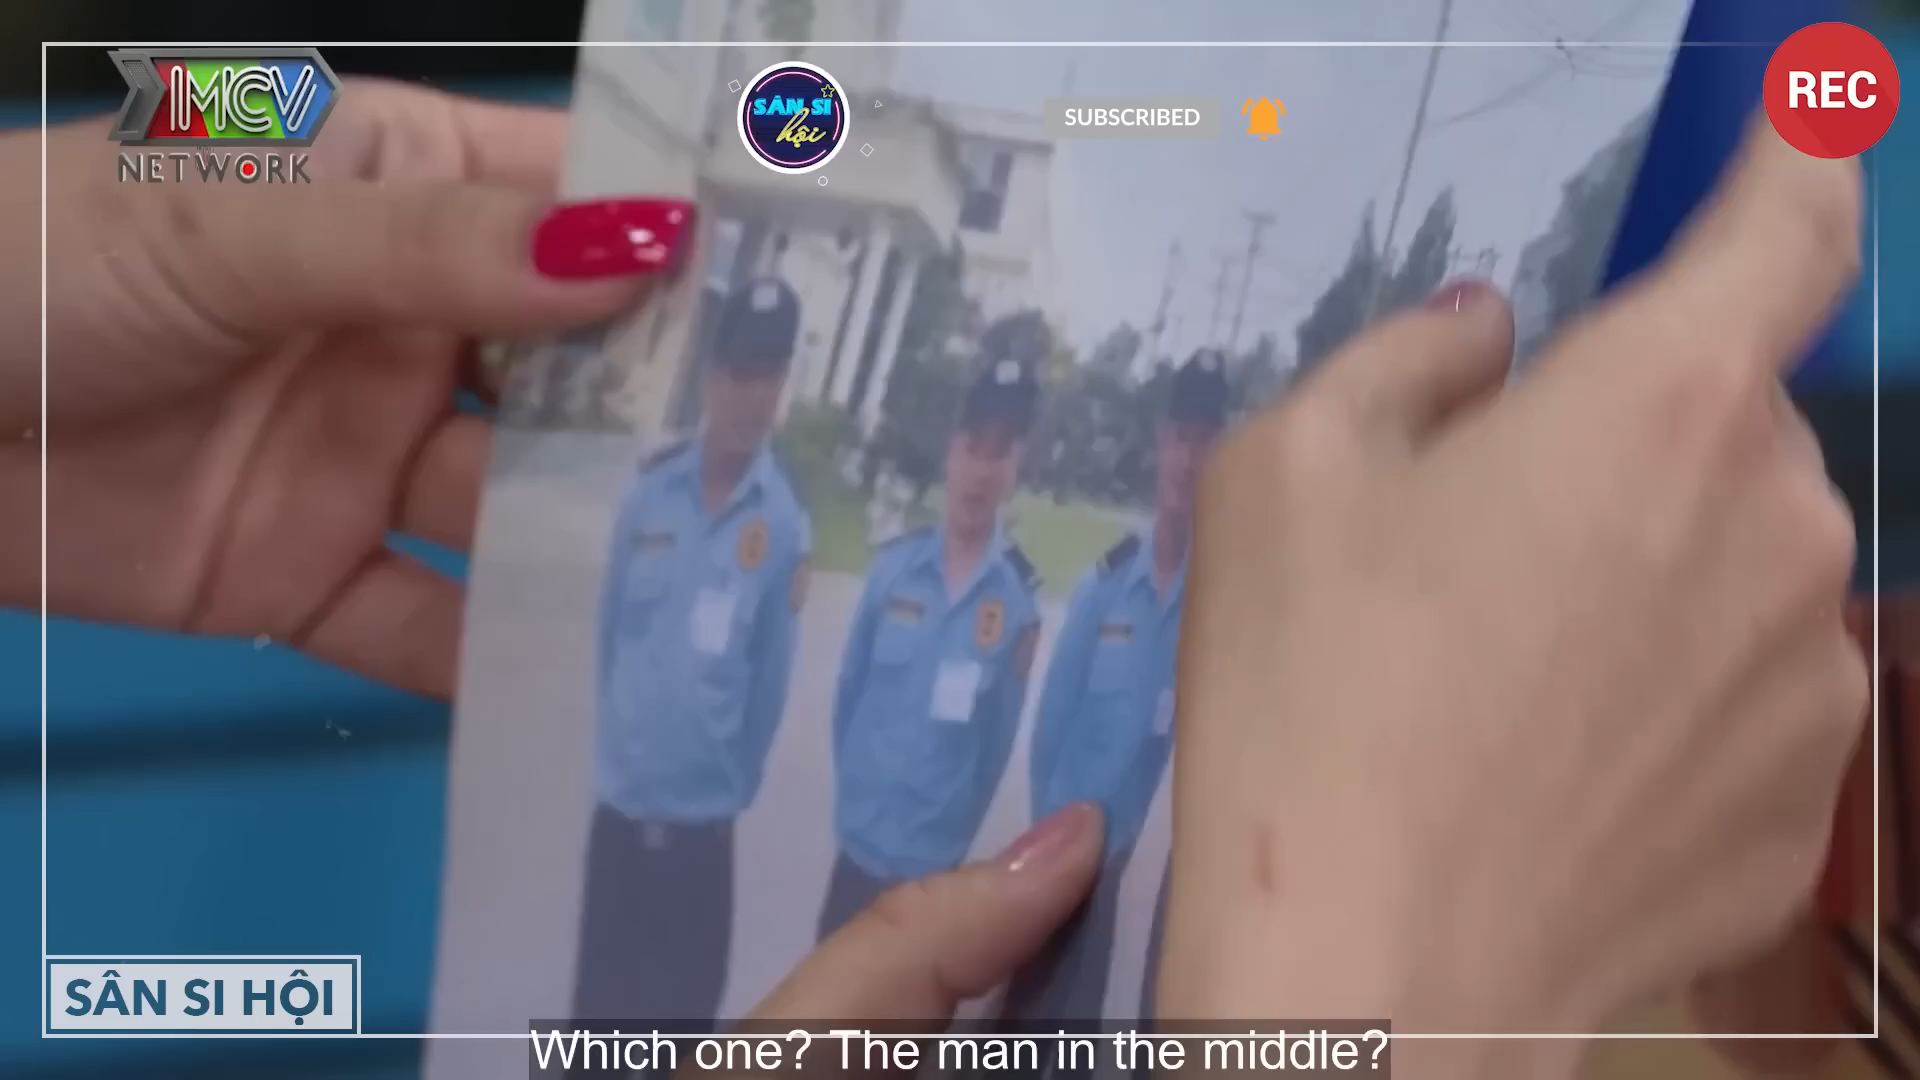 MCV
NETWORK
SÂN SI
hội
SUBSCRIBED
REC
SÂN SI HỘI
Which one? The man in the middle?